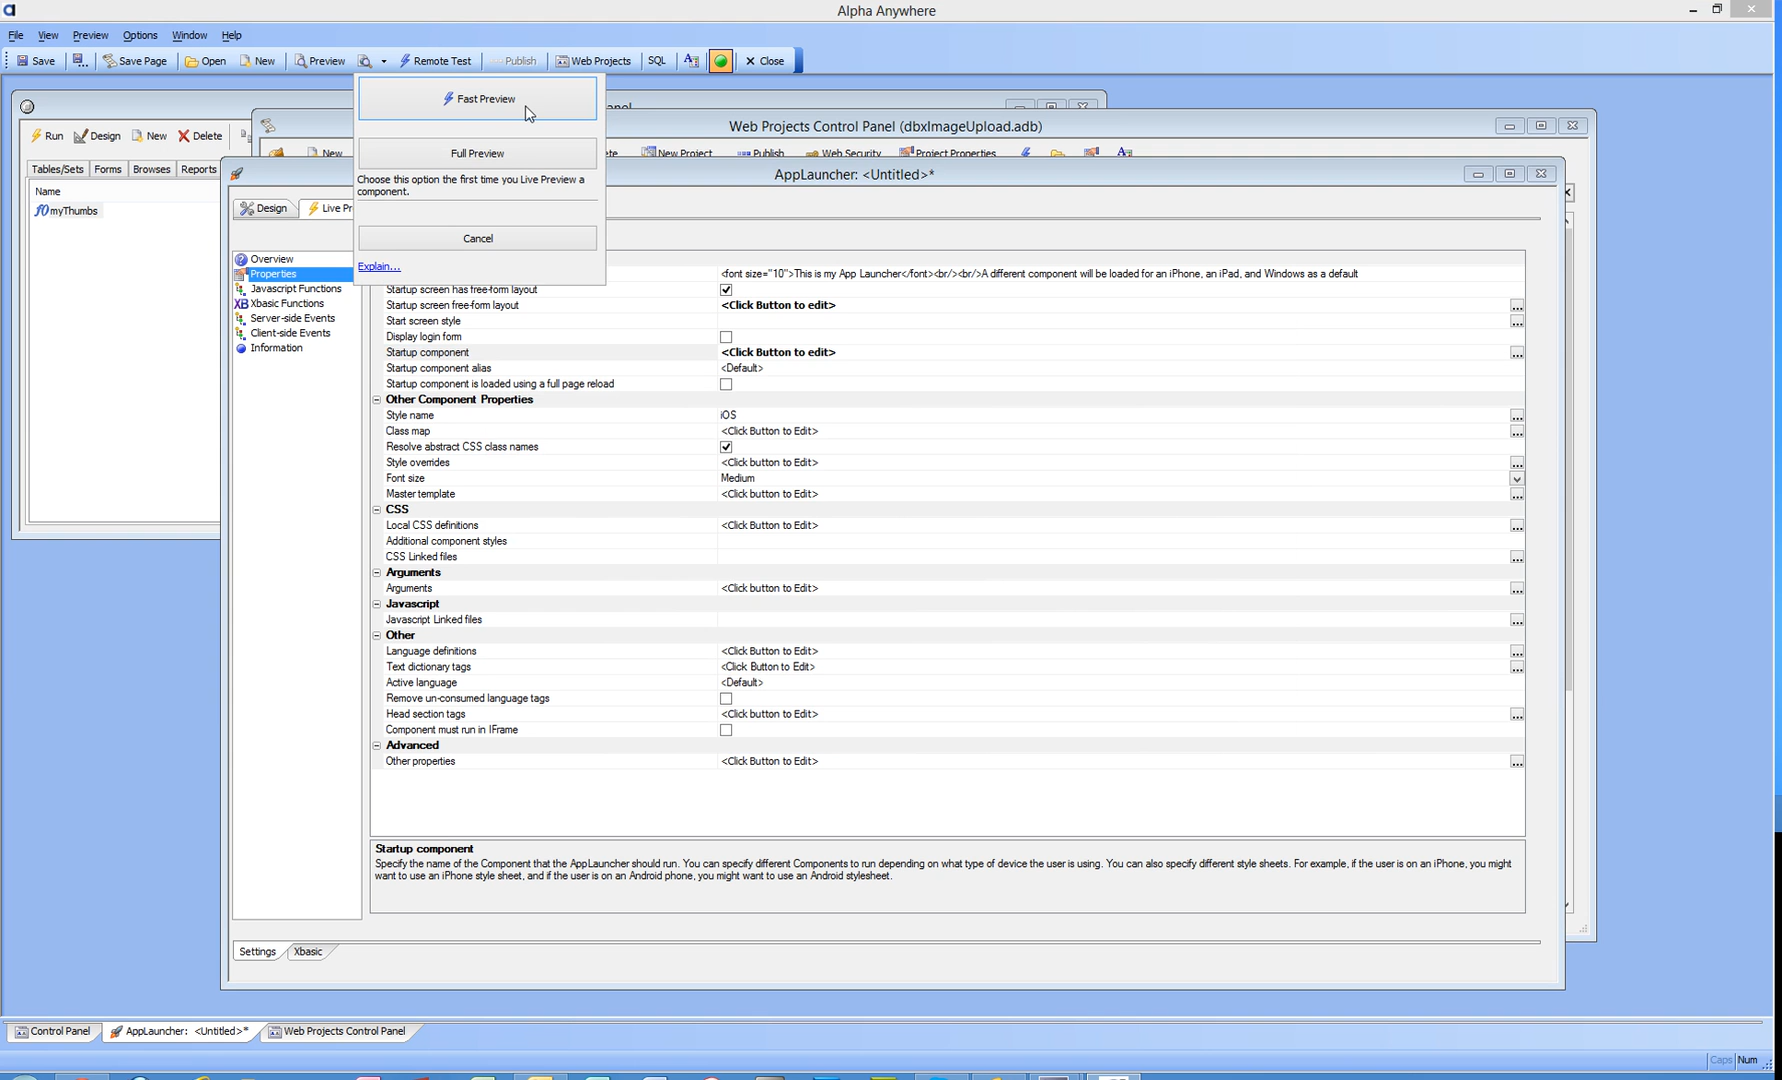 Alpha Anywhere
File View Preview Options Window Help
Save Save Page Open New Preview Remote Test Publish Web Projects SQL Close
Fast Preview
Full Preview
Choose this option the first time you Live Preview a
component.
Cancel
Explain...
Run Design New Delete
Tables/Sets Forms Browses Reports
Name
myThumbs
Web Projects Control Panel (dbxImageUpload.adb)
New New Project Publish Web Security Project Properties
AppLauncher: <Untitled>*
Design Live Pr
Overview
Properties
Javascript Functions
Xbasic Functions
Server-side Events
Client-side Events
Information
<font size="10">This is my App Launcher</font><br/><br/>A different component will be loaded for an iPhone, an iPad, and Windows as a default
Startup screen has free-form layout
Startup screen free-form layout <Click Button to edit> ...
Start screen style ...
Display login form
Startup component <Click Button to edit> ...
Startup component alias <Default>
Startup component is loaded using a full page reload
Other Component Properties
Style name iOS ...
Class map <Click Button to Edit> ...
Resolve abstract CSS class names
Style overrides <Click button to Edit> ...
Font size Medium
Master template <Click button to Edit> ...
CSS
Local CSS definitions <Click Button to Edit> ...
Additional component styles
CSS Linked files ...
Arguments
Arguments <Click button to Edit> ...
Javascript
Javascript Linked files ...
Other
Language definitions <Click Button to Edit> ...
Text dictionary tags <Click Button to Edit> ...
Active language <Default>
Remove un-consumed language tags
Head section tags <Click button to Edit> ...
Component must run in IFrame
Advanced
Other properties <Click Button to Edit> ...
Startup component
Specify the name of the Component that the AppLauncher should run. You can specify different Components to run depending on what type of device the user is using. You can also specify different style sheets. For example, if the user is on an iPhone, you might
want to use an iPhone style sheet, and if the user is on an Android phone, you might want to use an Android stylesheet.
Settings Xbasic
Control Panel AppLauncher: <Untitled>* Web Projects Control Panel
Caps Num